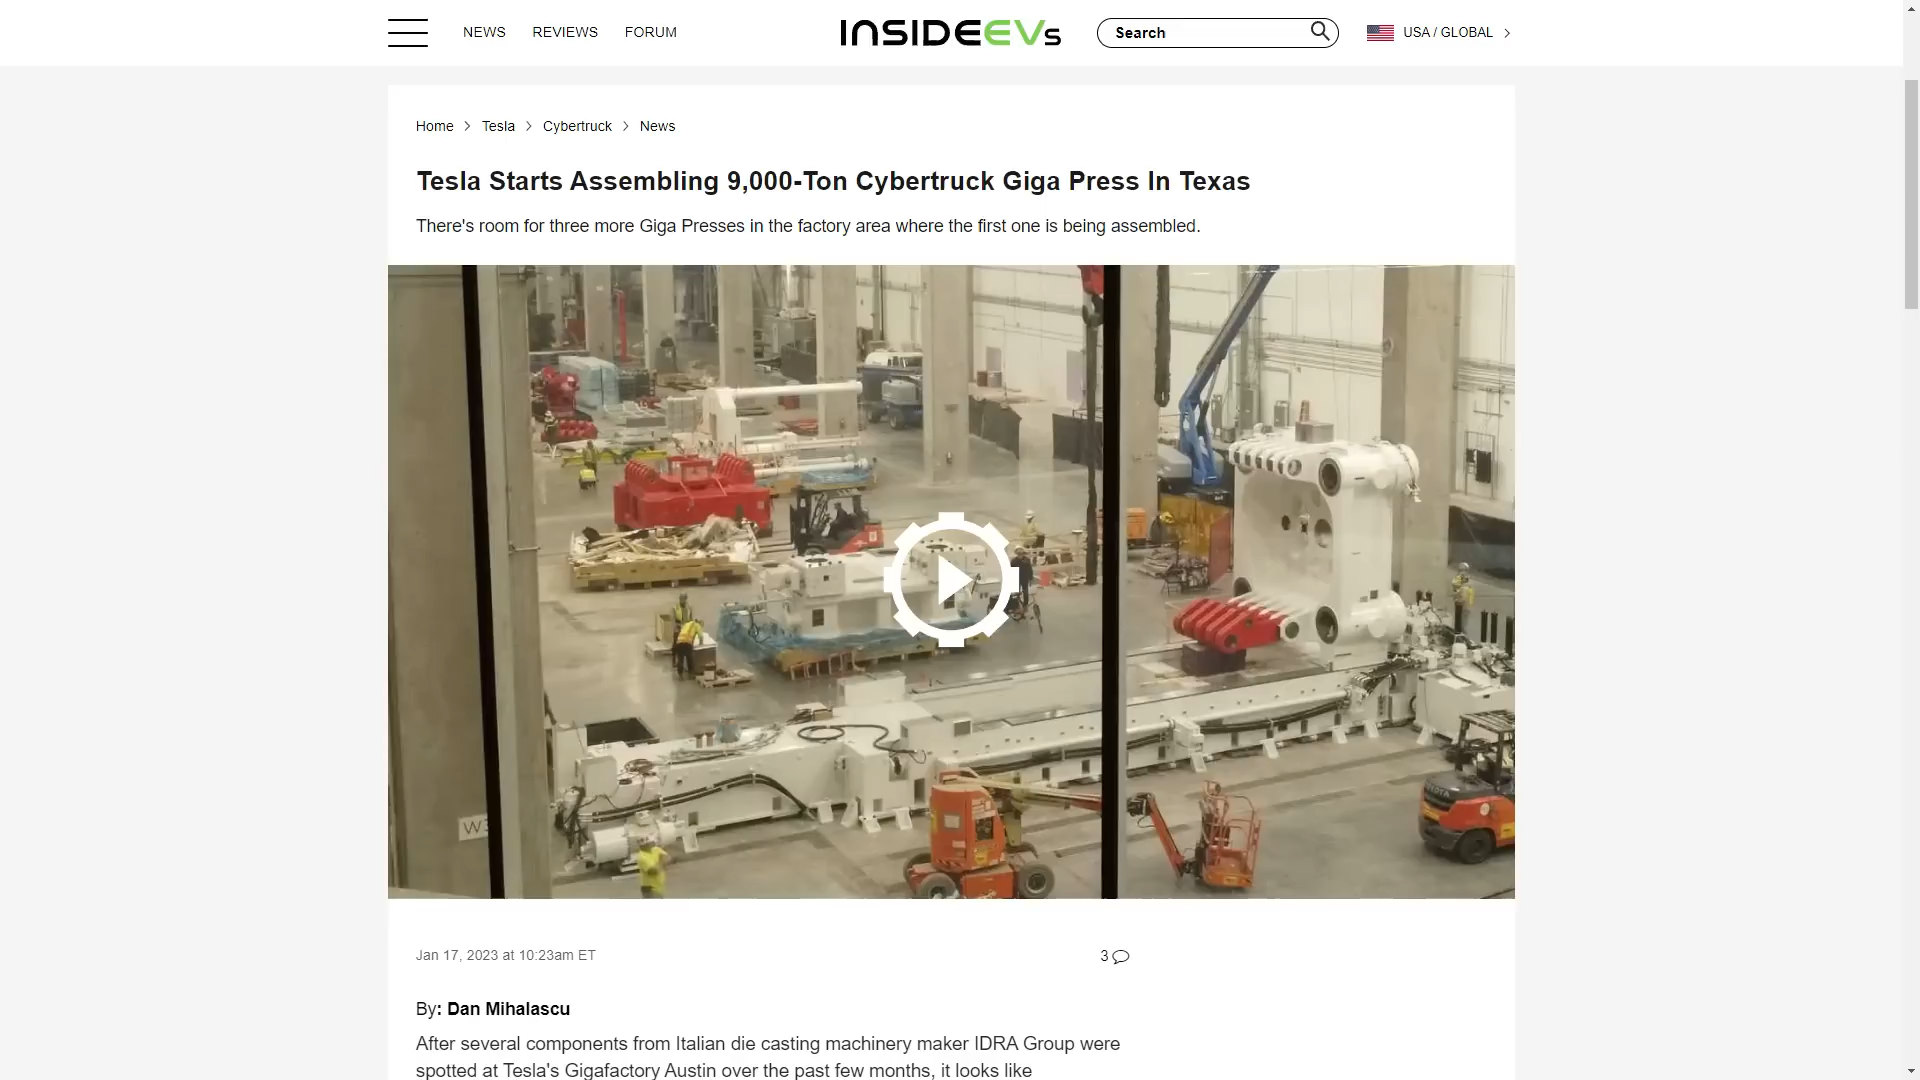 NEWS
REVIEWS
FORUM
INSIDEEVs
Search
USA / GLOBAL
Home
Tesla
Cybertruck
News
Tesla Starts Assembling 9,000-Ton Cybertruck Giga Press In Texas
There's room for three more Giga Presses in the factory area where the first one is being assembled.
TOYOTA
W3
Jan 17, 2023 at 10:23am ET
3
By: Dan Mihalascu
After several components from Italian die casting machinery maker IDRA Group were
spotted at Tesla's Gigafactory Austin over the past few months, it looks like